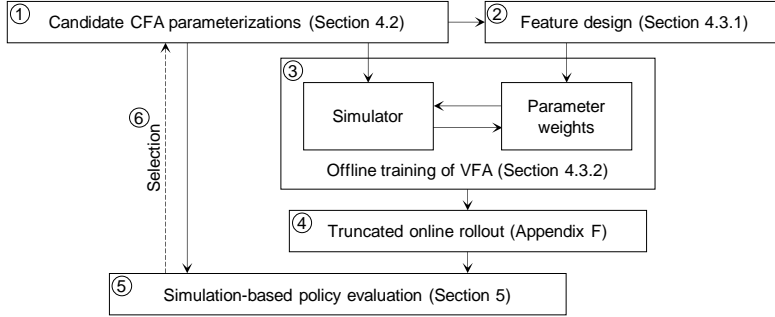 ① Candidate CFA parameterizations (Section 4.2)
② Feature design (Section 4.3.1)
③
Simulator
Parameter
weights
Offline training of VFA (Section 4.3.2)
④ Truncated online rollout (Appendix F)
⑤ Simulation-based policy evaluation (Section 5)
⑥
Selection